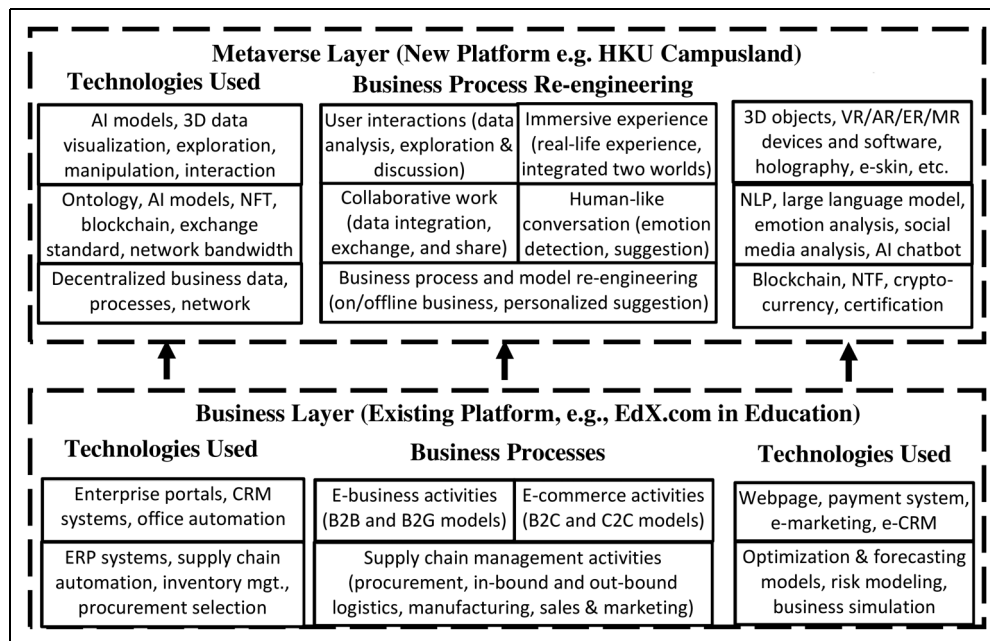 Metaverse Layer (New Platform e.g. HKU Campusland)
Technologies Used
Business Process Re-engineering
AI models, 3D data
visualization, exploration,
manipulation, interaction
Ontology, AI models, NFT,
blockchain, exchange
standard, network bandwidth
Decentralized business data,
processes, network
User interactions (data
analysis, exploration &
discussion)
Immersive experience
(real-life experience,
integrated two worlds)
Collaborative work
(data integration,
exchange, and share)
Human-like
conversation (emotion
detection, suggestion)
Business process and model re-engineering
(on/offline business, personalized suggestion)
3D objects, VR/AR/ER/MR
devices and software,
holography, e-skin, etc.
NLP, large language model,
emotion analysis, social
media analysis, AI chatbot
Blockchain, NTF, crypto-
currency, certification
Business Layer (Existing Platform, e.g., EdX.com in Education)
Technologies Used
Business Processes
Technologies Used
Enterprise portals, CRM
systems, office automation
ERP systems, supply chain
automation, inventory mgt.,
procurement selection
E-business activities
(B2B and B2G models)
E-commerce activities
(B2C and C2C models)
Supply chain management activities
(procurement, in-bound and out-bound
logistics, manufacturing, sales & marketing)
Webpage, payment system,
e-marketing, e-CRM
Optimization & forecasting
models, risk modeling,
business simulation